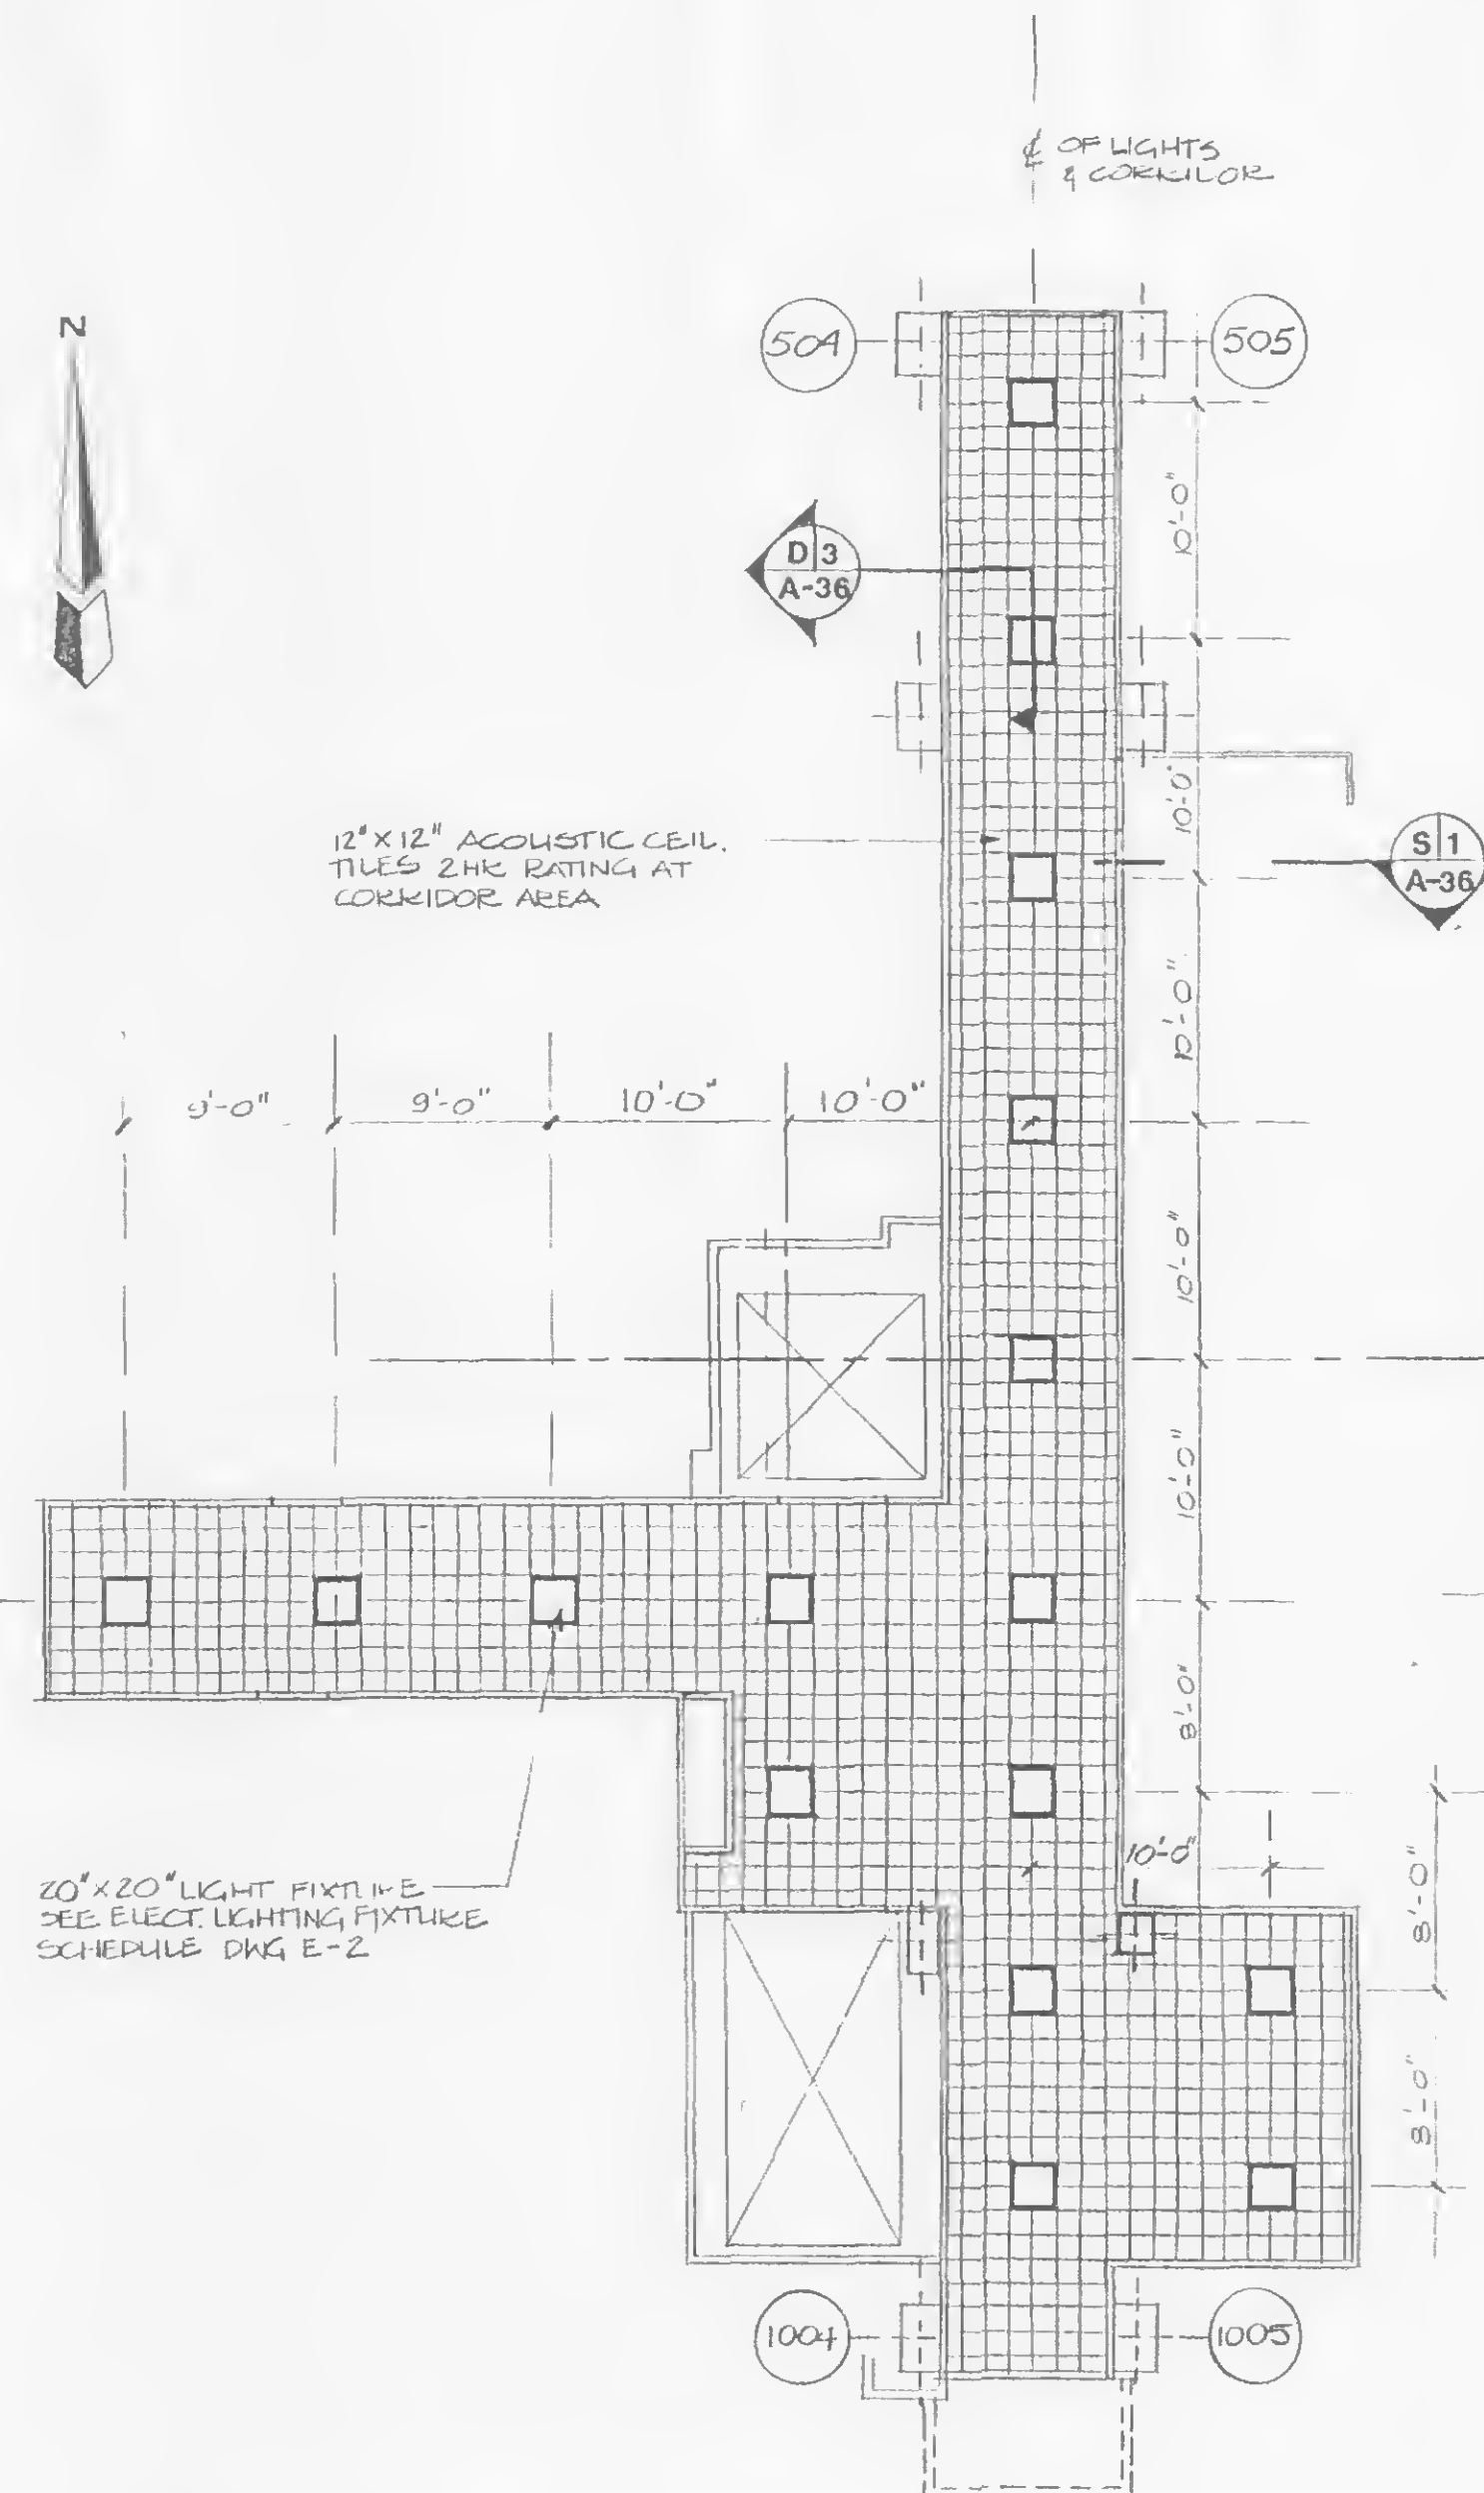 ℄ OF LIGHTS
& CORRIDOR
N
504
505
10'-0"
D 3
A-36
10'-0"
12" X 12" ACOUSTIC CEIL.
TILES 2HR RATING AT
CORRIDOR AREA
S 1
A-36
10'-0"
9'-0" 9'-0" 10'-0" 10'-0"
10'-0"
10'-0"
8'-0"
10'-0"
20" X 20" LIGHT FIXTURE
SEE ELECT. LIGHTING FIXTURE
SCHEDULE DWG E-2
8'-0"
8'-0"
1004
1005